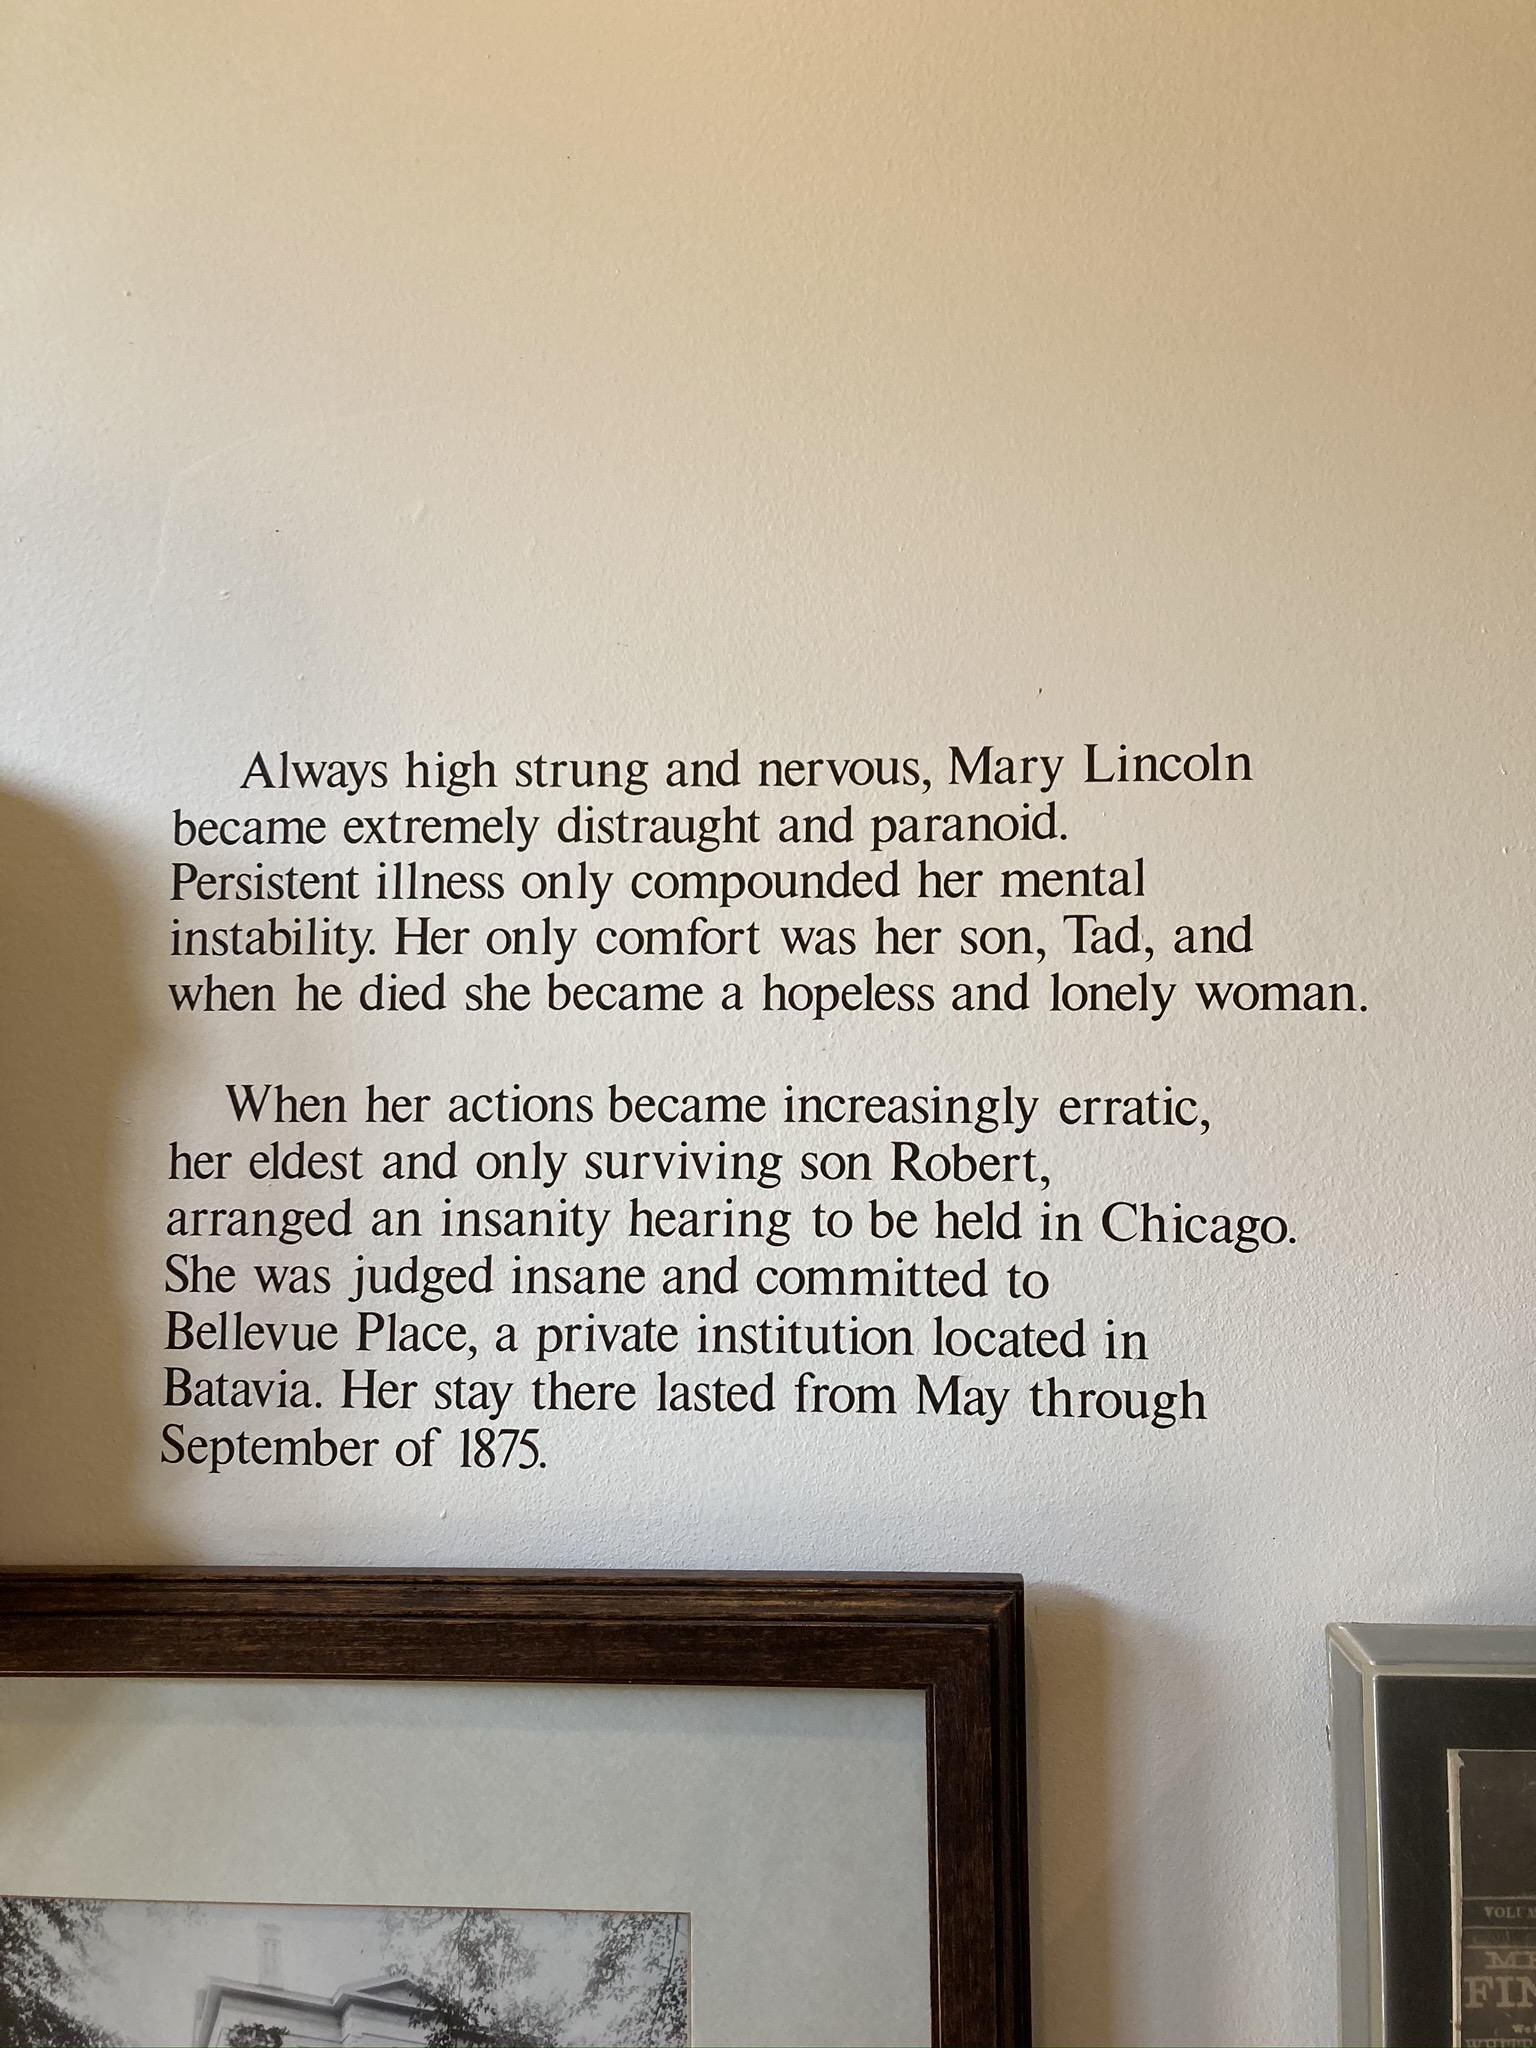 Always high strung and nervous, Mary Lincoln
became extremely distraught and paranoid.
Persistent illness only compounded her mental
instability. Her only comfort was her son, Tad, and
when he died she became a hopeless and lonely woman.
When her actions became increasingly erratic,
her eldest and only surviving son Robert,
arranged an insanity hearing to be held in Chicago.
She was judged insane and committed to
Bellevue Place, a private institution located in
Batavia. Her stay there lasted from May through
September of 1875.